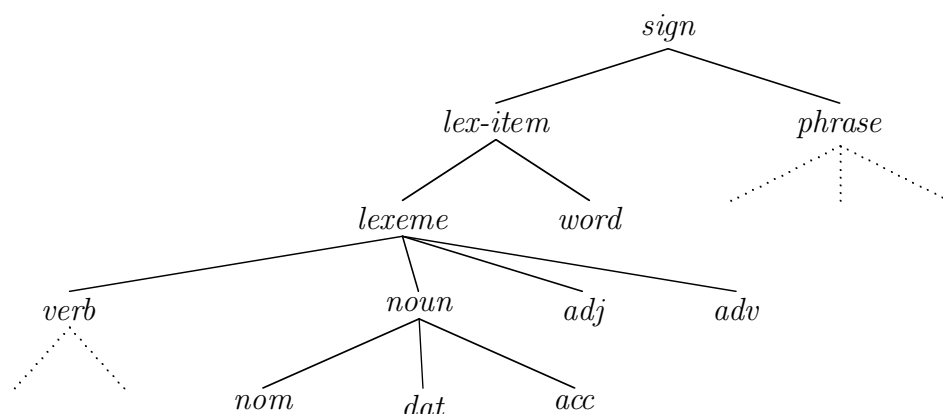 sign
lex-item phrase
lexeme word
verb noun adj adv
nom dat acc